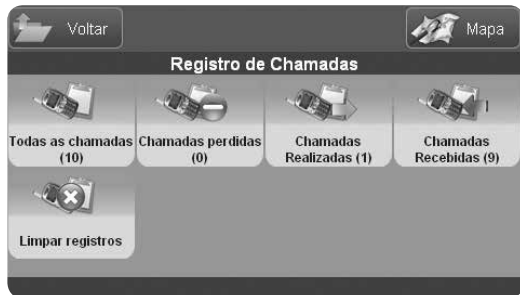 Voltar
Mapa
Registro de Chamadas
Todas as chamadas
(10)
Chamadas perdidas
(0)
Chamadas
Realizadas (1)
Chamadas
Recebidas (9)
Limpar registros